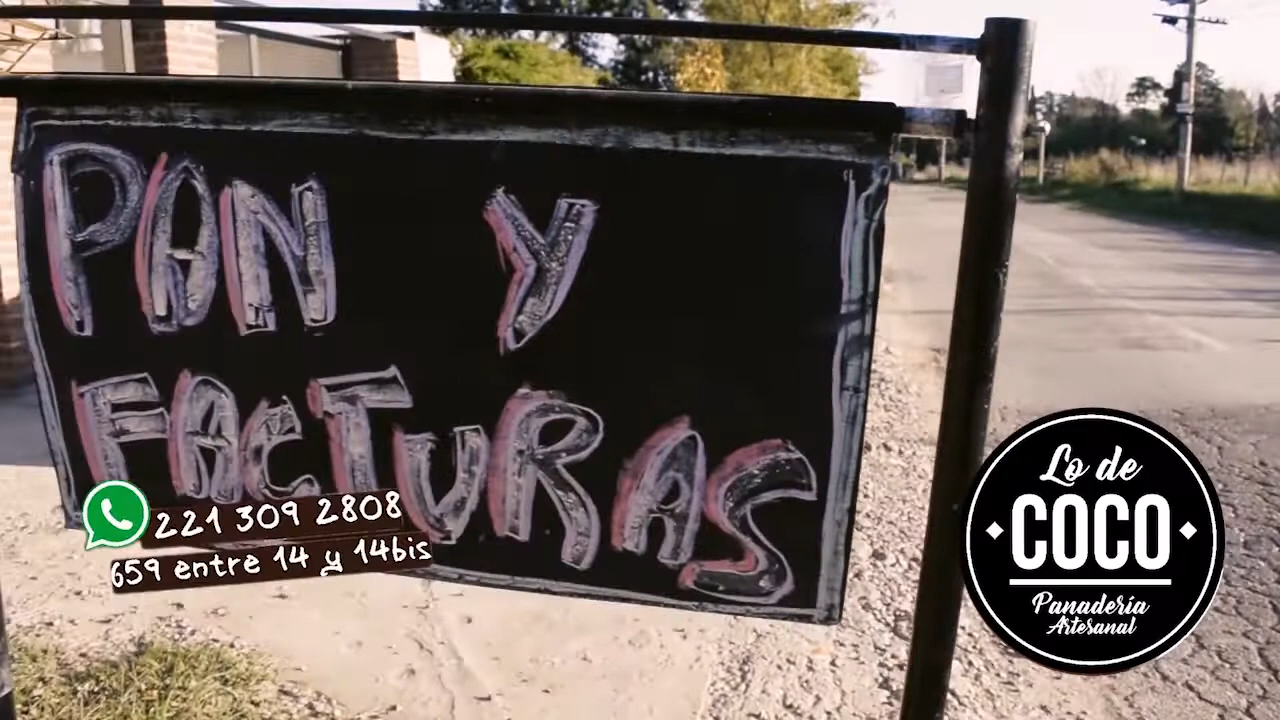 PAN Y
FACTURAS
221 309 2808
659 entre 14 y 14bis
Lo de
COCO
Panadería
Artesanal